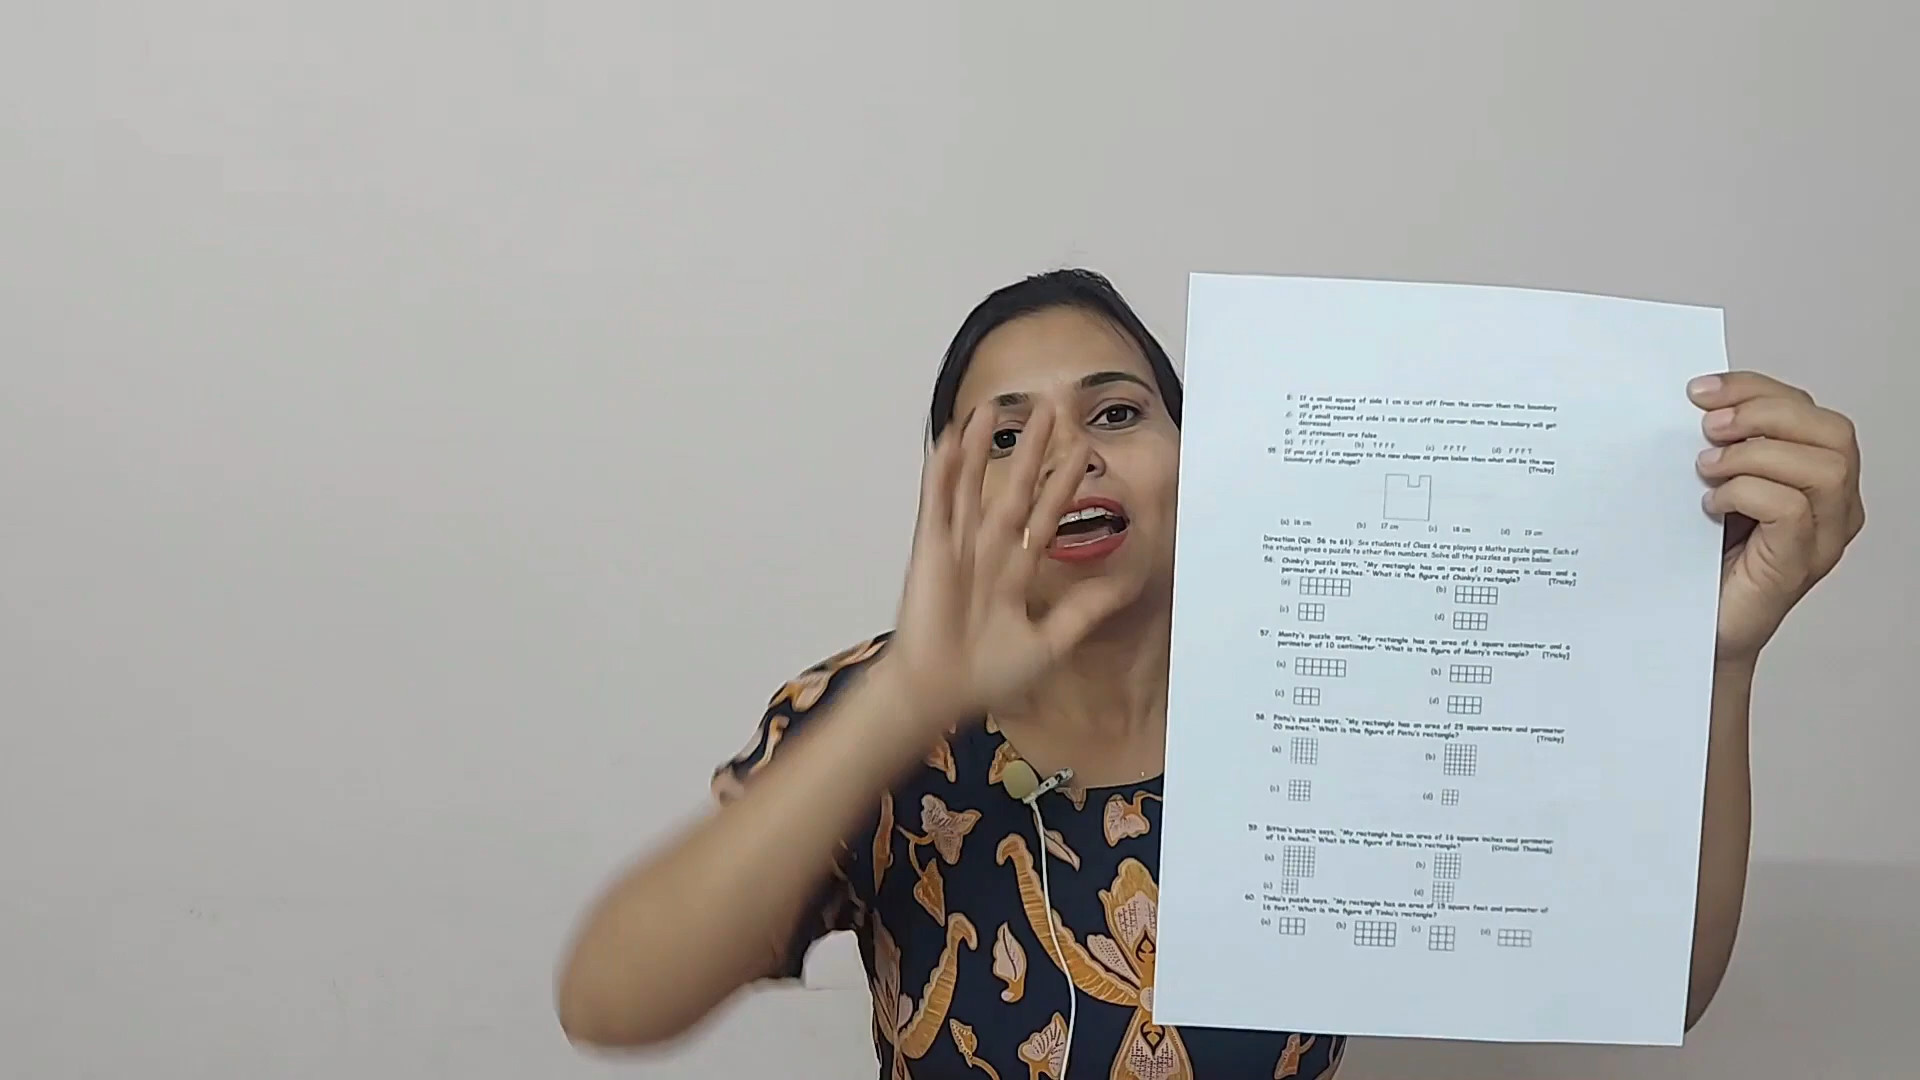 B: If a small square of side 1 cm is cut off from the corner then the boundary
will get increased
If a small square of side 1 cm is cut off the corner then the boundary will get
decreased
All statements are false
(a) F T F F (b) T F F F (c) F F T F (d) F F F T
55. If you cut a 1 cm square to the new shape as given below then what will be the new
boundary of the shape? [Tricky]
(a) 16 cm (b) 17 cm (c) 18 cm (d) 19 cm
Direction (Qs. 56 to 61): Six students of Class 4 are playing a Maths puzzle game. Each of
the student gives a puzzle to other five numbers. Solve all the puzzles as given below:
56. Chinky's puzzle says, "My rectangle has an area of 10 square in class and a
perimeter of 14 inches." What is the figure of Chinky's rectangle? [Tricky]
(a) (b)
(c) (d)
57. Monty's puzzle says, "My rectangle has an area of 6 square centimeter and a
perimeter of 10 centimeter." What is the figure of Monty's rectangle? [Tricky]
(a) (b)
(c) (d)
58. Pintu's puzzle says, "My rectangle has an area of 25 square metre and perimeter
20 metres." What is the figure of Pintu's rectangle? [Tricky]
(a) (b)
(c) (d)
59. Bittoo's puzzle says, "My rectangle has an area of 16 square inches and perimeter
of 16 inches." What is the figure of Bittoo's rectangle? [Critical Thinking]
(a) (b)
(c) (d)
60. Tinku's puzzle says, "My rectangle has an area of 15 square feet and perimeter of
16 feet." What is the figure of Tinku's rectangle?
(a) (b) (c) (d)